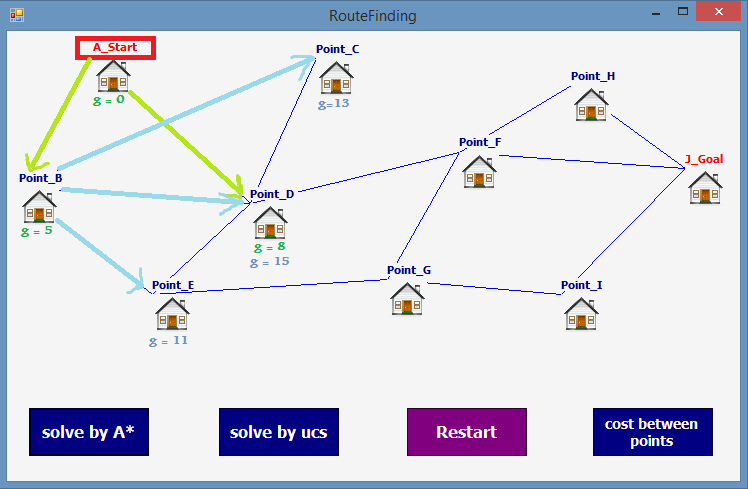 RouteFinding
A_Start
g = 0
Point_C
g=13
Point_H
Point_F
J_Goal
Point_B
g = 5
Point_D
g = 8
g = 15
Point_E
g = 11
Point_G
Point_I
solve by A*
solve by ucs
Restart
cost between
points